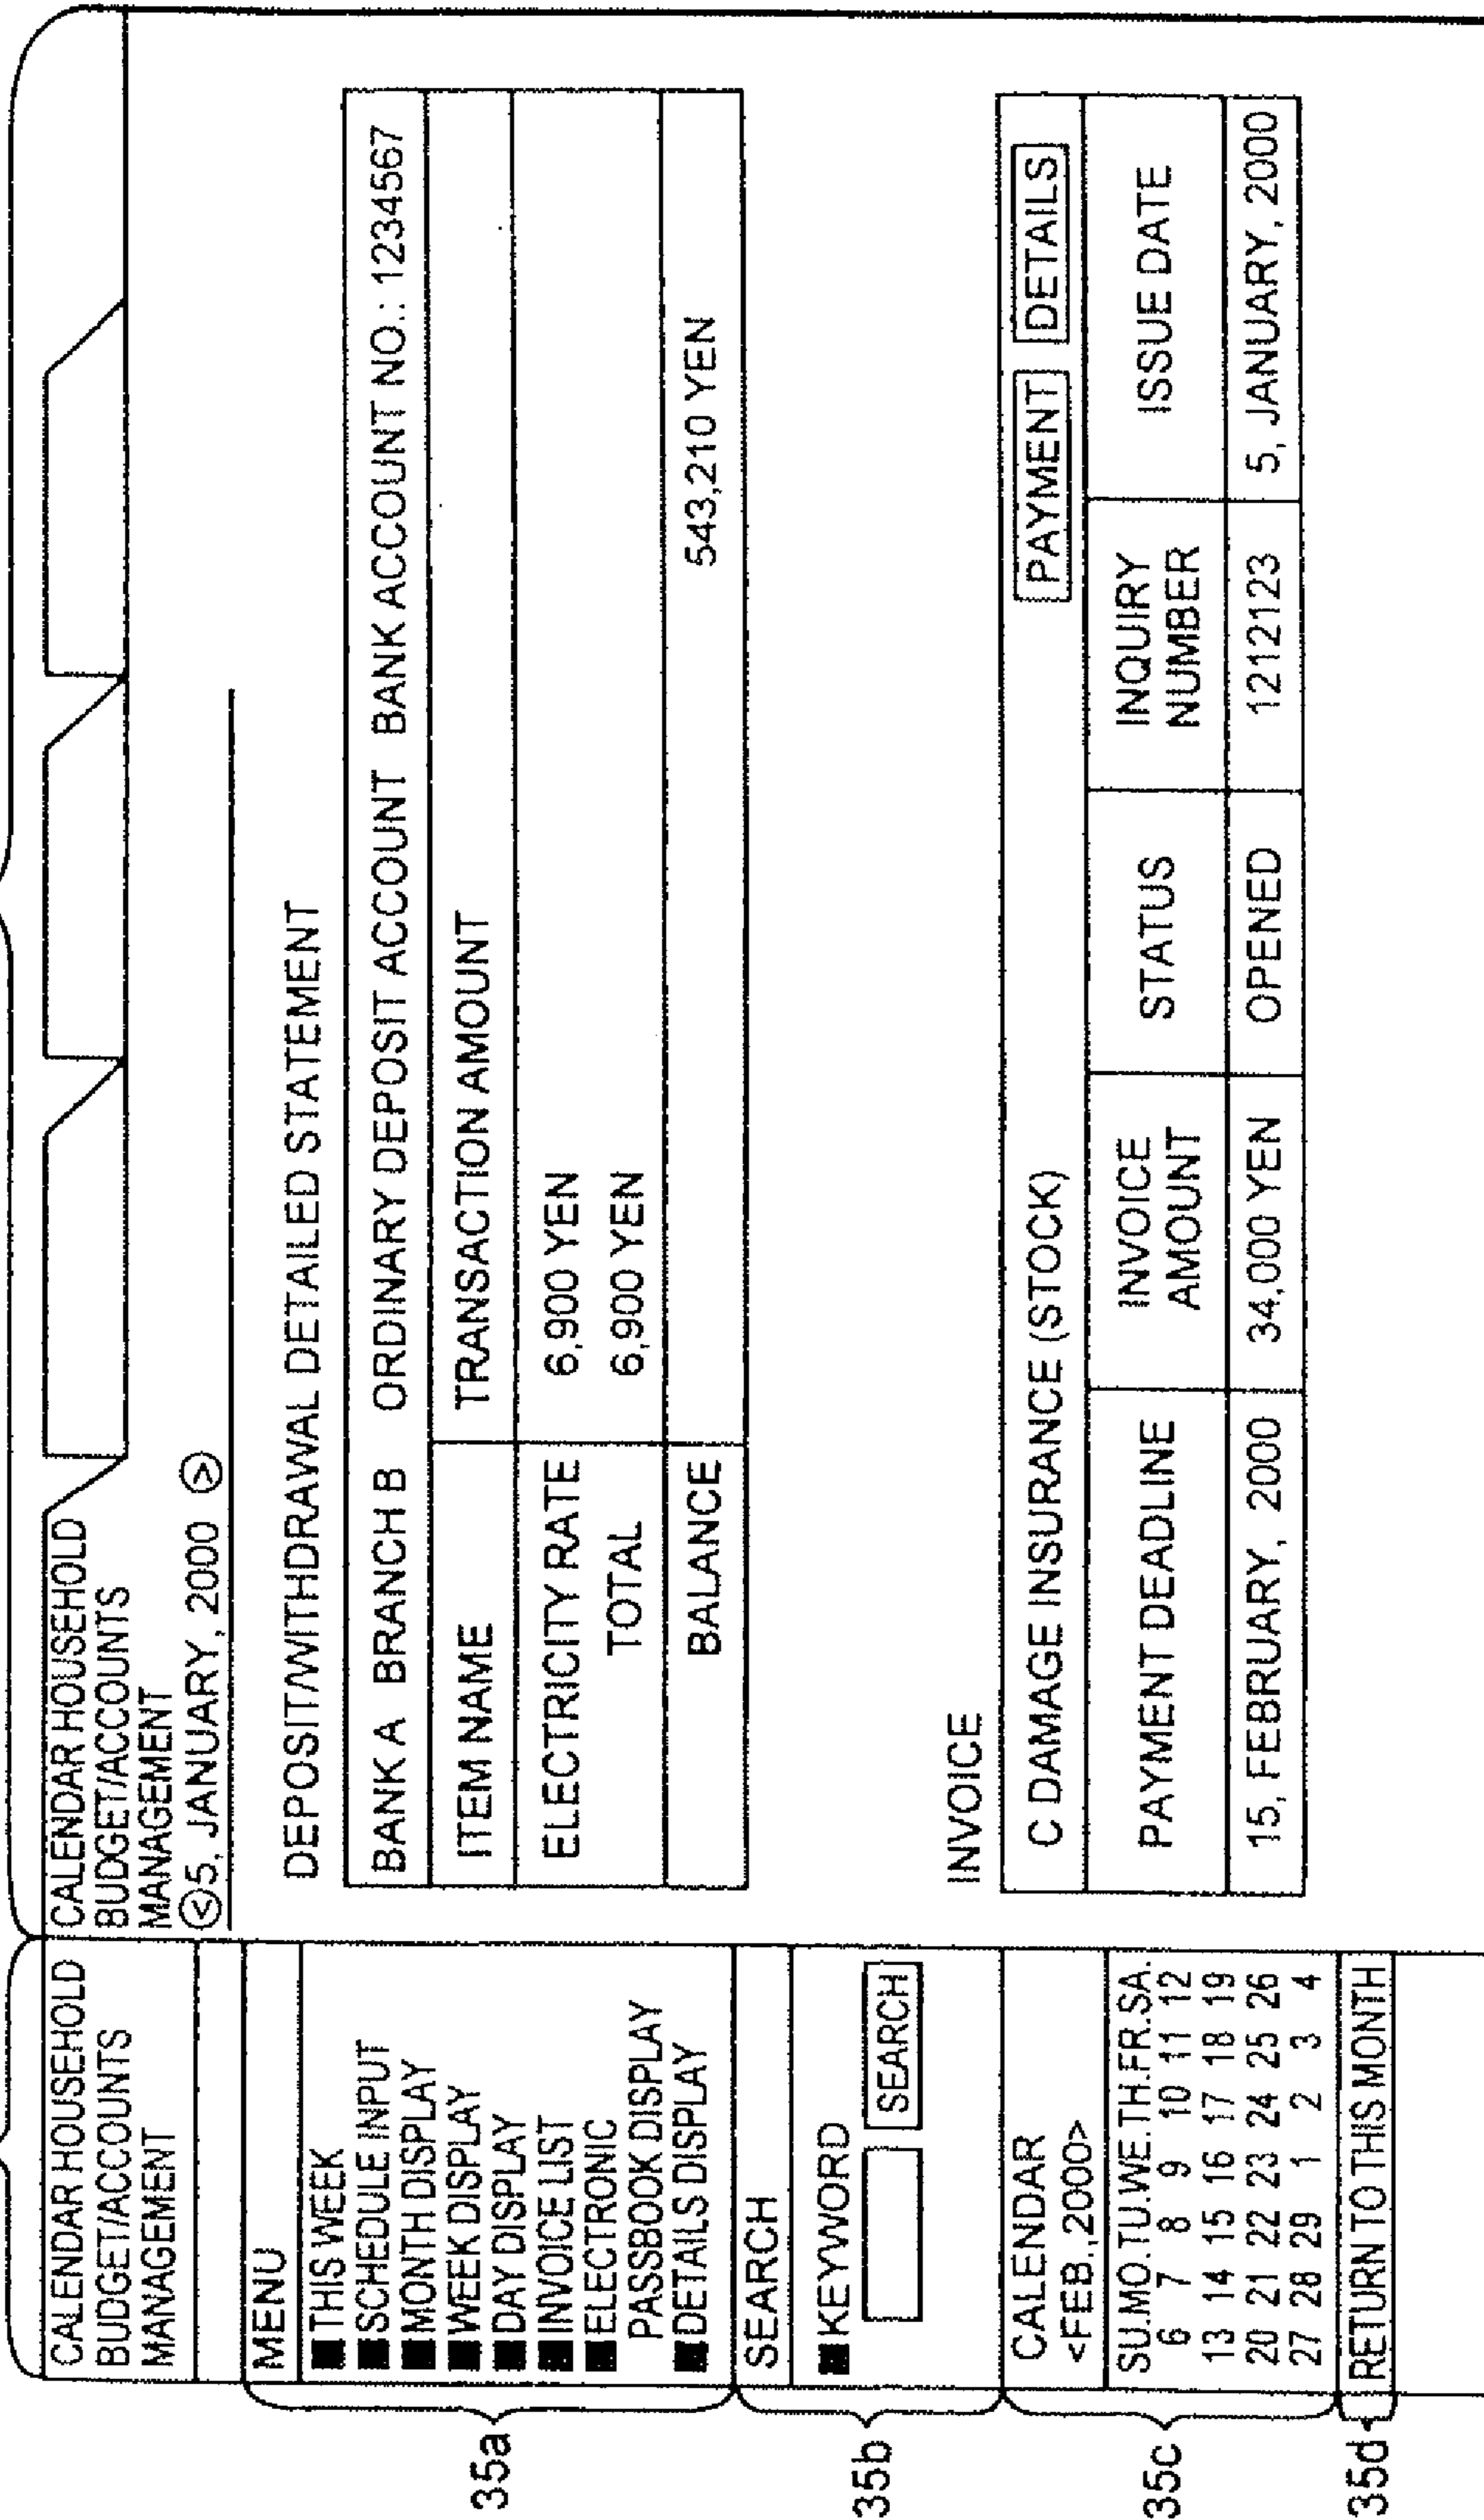 CALENDAR HOUSEHOLD
BUDGET/ACCOUNTS
MANAGEMENT
MENU
■THIS WEEK
■SCHEDULE INPUT
■MONTH DISPLAY
■WEEK DISPLAY
■DAY DISPLAY
■INVOICE LIST
■ELECTRONIC
PASSBOOK DISPLAY
■DETAILS DISPLAY
35a
SEARCH
■KEYWORD
SEARCH
35b
CALENDAR
<FEB.,2000>
SU.MO.TU.WE.TH.FR.SA.
6 7 8 9 10 11 12
13 14 15 16 17 18 19
20 21 22 23 24 25 26
27 28 29 1 2 3 4
35c
RETURN TO THIS MONTH
35d
CALENDAR HOUSEHOLD
BUDGET/ACCOUNTS
MANAGEMENT
<5, JANUARY, 2000 >
DEPOSIT/WITHDRAWAL DETAILED STATEMENT
BANK A BRANCH B ORDINARY DEPOSIT ACCOUNT BANK ACCOUNT NO.: 1234567
ITEM NAME TRANSACTION AMOUNT
ELECTRICITY RATE 6,900 YEN
TOTAL 6,900 YEN
BALANCE 543,210 YEN
INVOICE
C DAMAGE INSURANCE (STOCK) PAYMENT DETAILS
PAYMENT DEADLINE INVOICE AMOUNT STATUS INQUIRY NUMBER ISSUE DATE
15, FEBRUARY, 2000 34,000 YEN OPENED 1212123 5, JANUARY, 2000